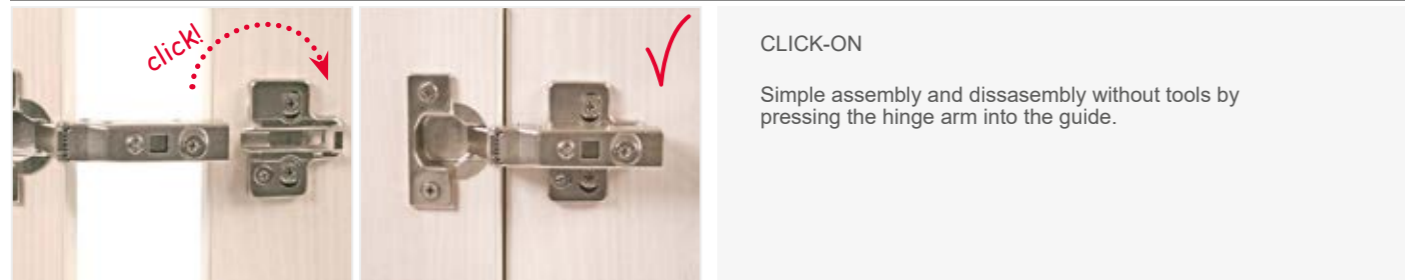 click!
CLICK-ON
Simple assembly and dissasembly without tools by
pressing the hinge arm into the guide.